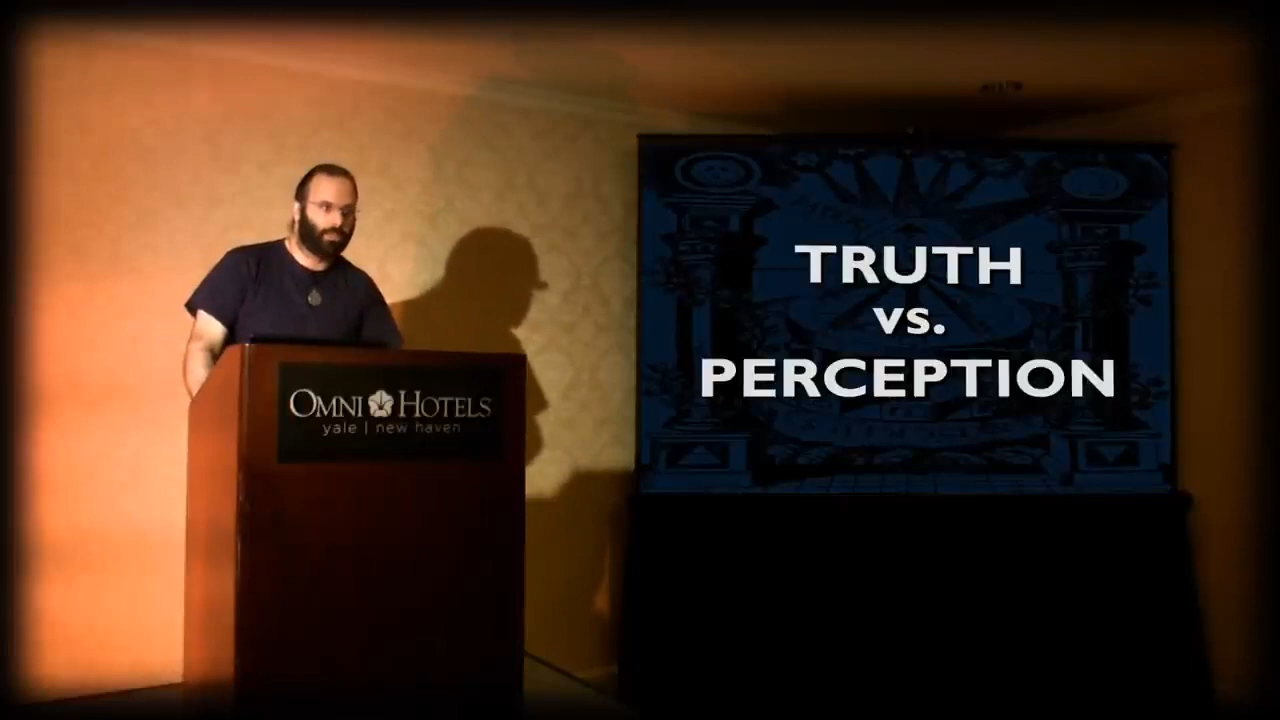 OMNI HOTELS
yale | new haven
TRUTH
vs.
PERCEPTION